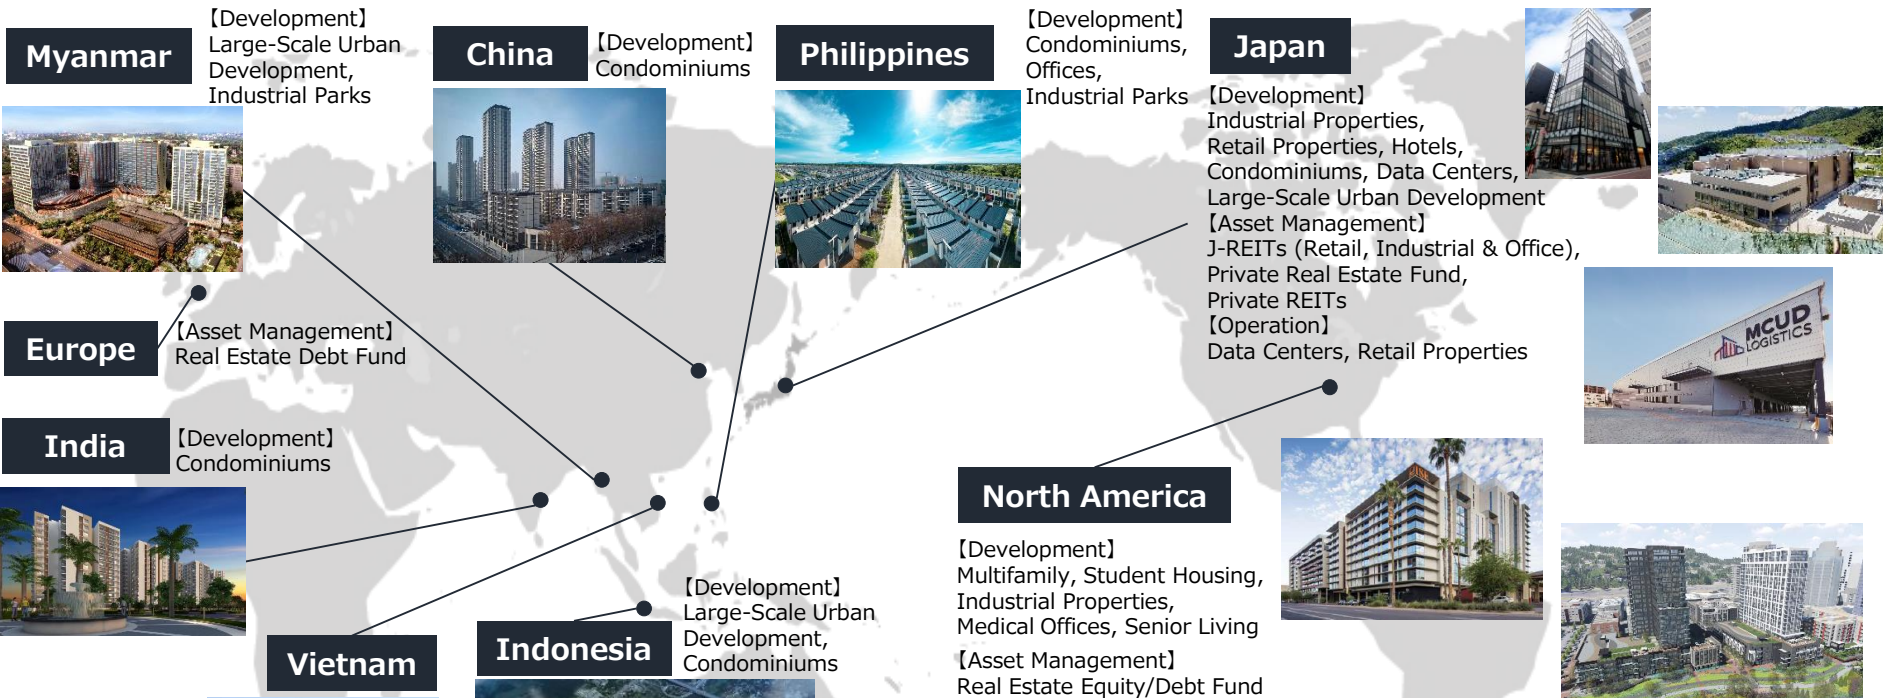 Myanmar
【Development】
Large-Scale Urban
Development,
Industrial Parks
China
【Development】
Condominiums
Philippines
【Development】
Condominiums,
Offices,
Industrial Parks
Japan
【Development】
Industrial Properties,
Retail Properties, Hotels,
Condominiums, Data Centers,
Large-Scale Urban Development
【Asset Management】
J-REITs (Retail, Industrial & Office),
Private Real Estate Fund,
Private REITs
【Operation】
Data Centers, Retail Properties
MCUD
LOGISTICS
Europe
【Asset Management】
Real Estate Debt Fund
India
【Development】
Condominiums
Vietnam
Indonesia
【Development】
Large-Scale Urban
Development,
Condominiums
North America
【Development】
Multifamily, Student Housing,
Industrial Properties,
Medical Offices, Senior Living
【Asset Management】
Real Estate Equity/Debt Fund